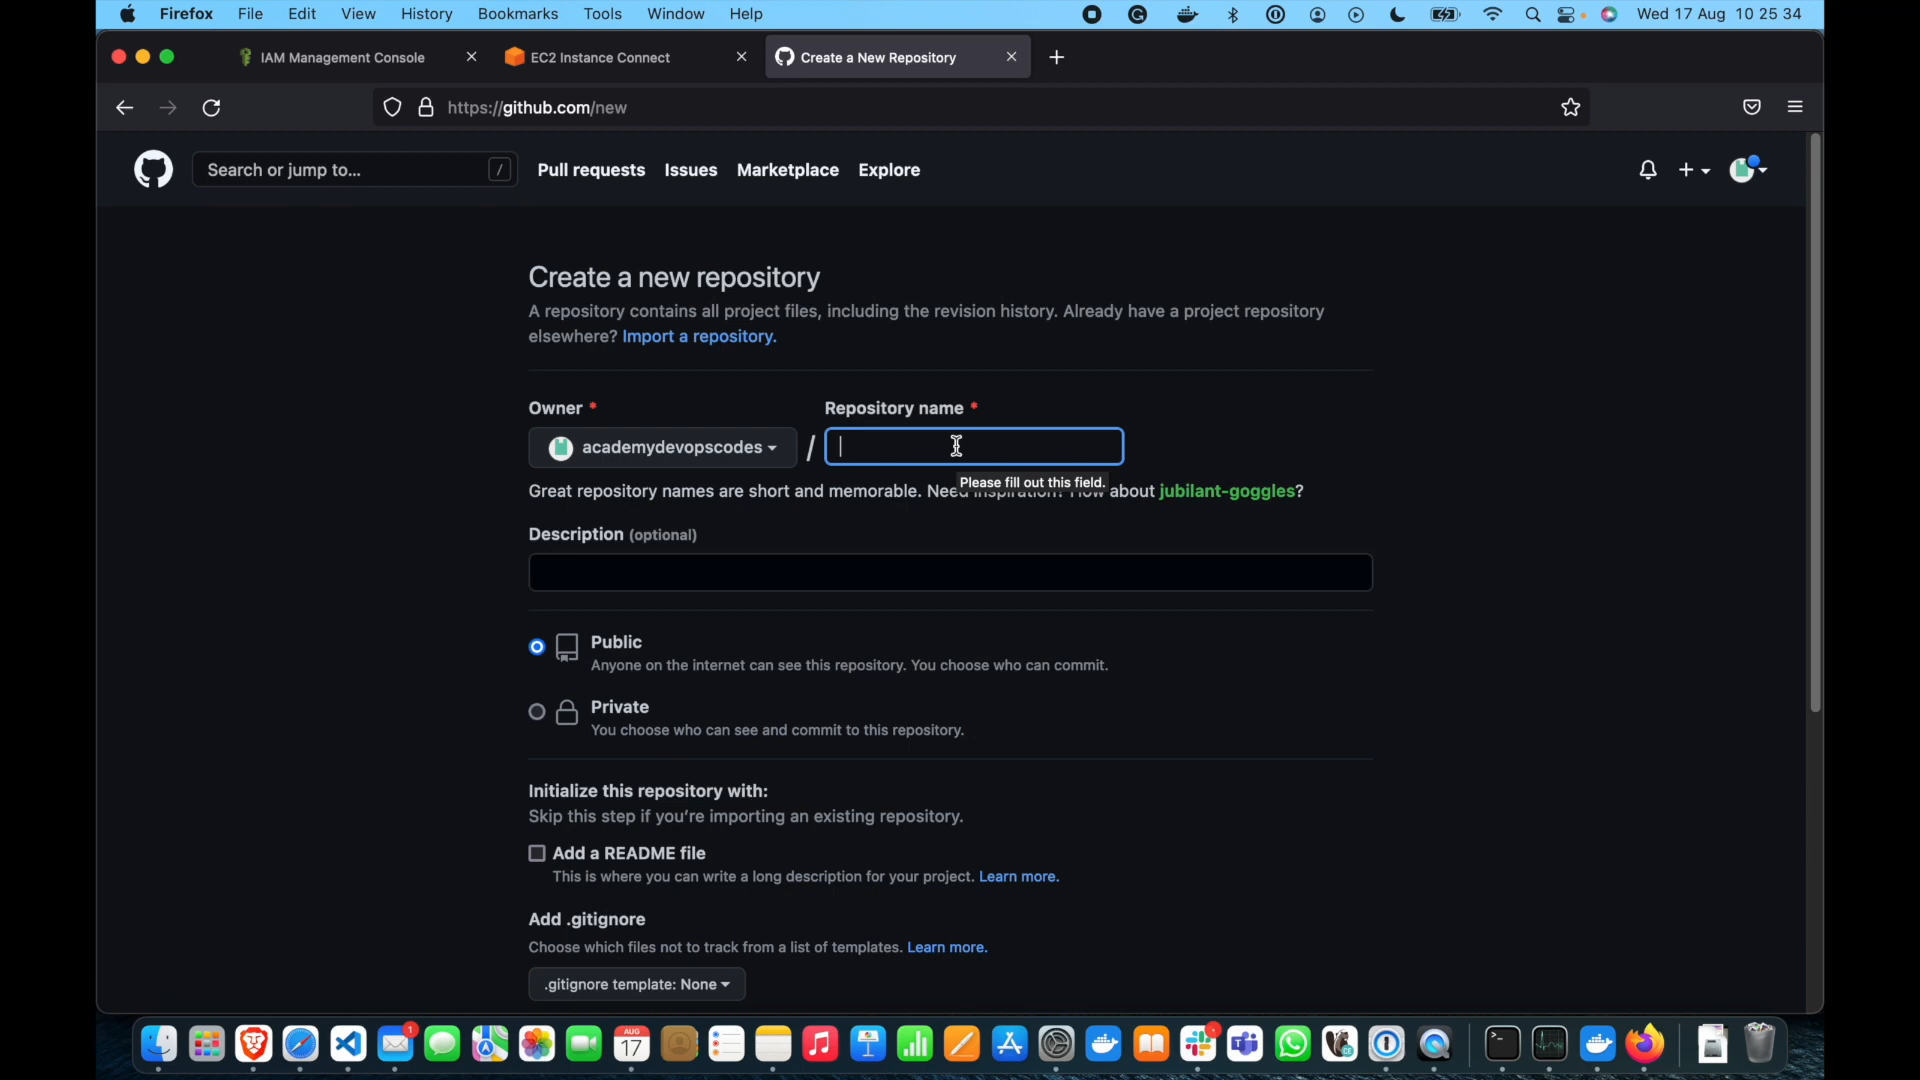 Firefox File Edit View History Bookmarks Tools Window Help Wed 17 Aug 10 25 34
IAM Management Console EC2 Instance Connect Create a New Repository
https://github.com/new
Search or jump to... / Pull requests Issues Marketplace Explore
Create a new repository
A repository contains all project files, including the revision history. Already have a project repository
elsewhere? Import a repository.
Owner * Repository name *
academydevopscodes /
Please fill out this field.
Great repository names are short and memorable. Need inspiration? How about jubilant-goggles?
Description (optional)
Public
Anyone on the internet can see this repository. You choose who can commit.
Private
You choose who can see and commit to this repository.
Initialize this repository with:
Skip this step if you're importing an existing repository.
Add a README file
This is where you can write a long description for your project. Learn more.
Add .gitignore
Choose which files not to track from a list of templates. Learn more.
.gitignore template: None
1
AUG
17